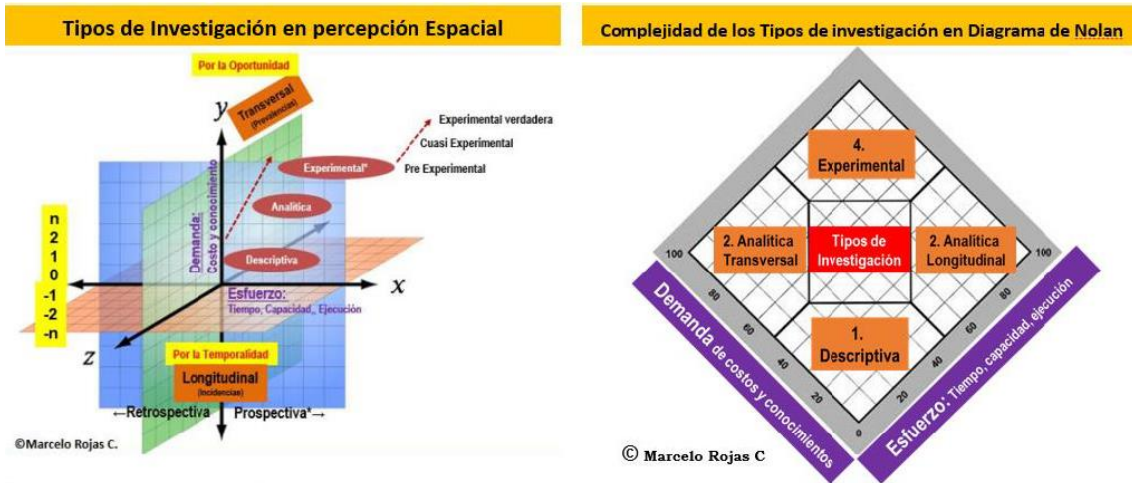 Tipos de Investigación en percepción Espacial
Por la Oportunidad
Transversal
(Prevalencias)
y
Experimental verdadera
Cuasi Experimental
Pre Experimental
Experimental*
Analítica
Descriptiva
Demanda:
Costo y conocimiento
n
2
1
0
-1
-2
-n
x
Esfuerzo:
Tiempo, Capacidad,, Ejecución
z
Por la Temporalidad
Longitudinal
(Incidencias)
←Retrospectiva
Prospectiva*→
©Marcelo Rojas C.
Complejidad de los Tipos de investigación en Diagrama de Nolan
4.
Experimental
2. Analítica
Transversal
Tipos de
Investigación
2. Analítica
Longitudinal
1.
Descriptiva
100
80
60
40
20
0
20
40
60
80
100
Demanda de costos y conocimientos
Esfuerzo: Tiempo, capacidad, ejecución
© Marcelo Rojas C